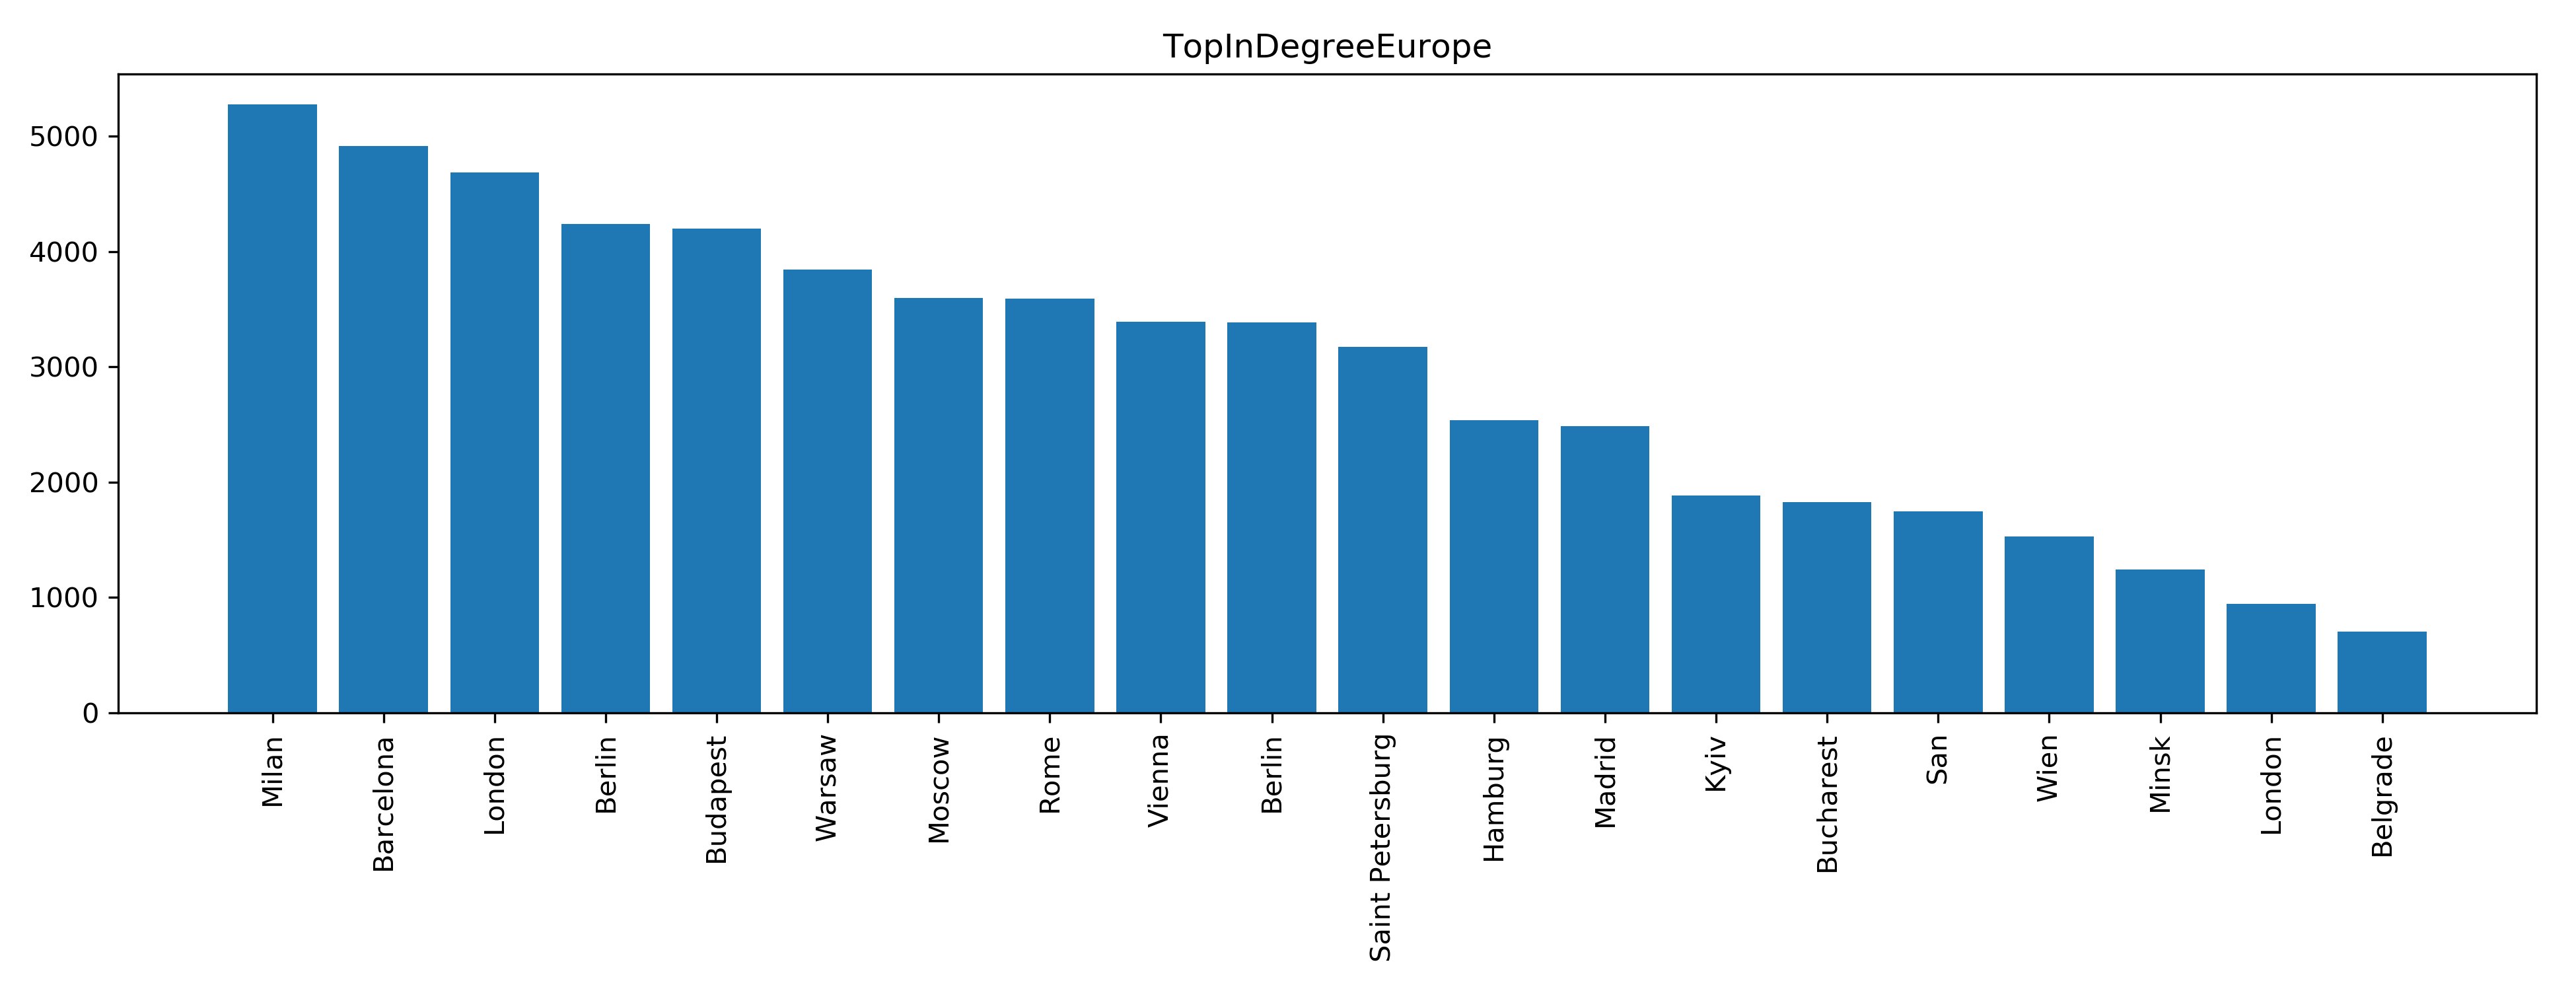 TopInDegreeEurope
5000
4000
3000
2000
1000
0
Milan
Barcelona
London
Berlin
Budapest
Warsaw
Moscow
Rome
Vienna
Berlin
Saint Petersburg
Hamburg
Madrid
Kyiv
Bucharest
San
Wien
Minsk
London
Belgrade